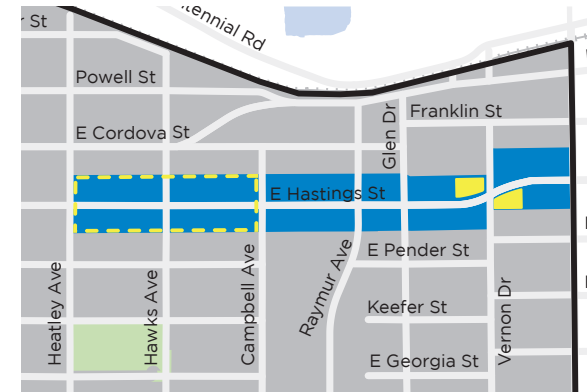 St
tennial Rd
Powell St
Franklin St
E Cordova St
Glen Dr
E Hastings St
E Pender St
Raymur Ave
Heatley Ave
Hawks Ave
Campbell Ave
Keefer St
Vernon Dr
E Georgia St